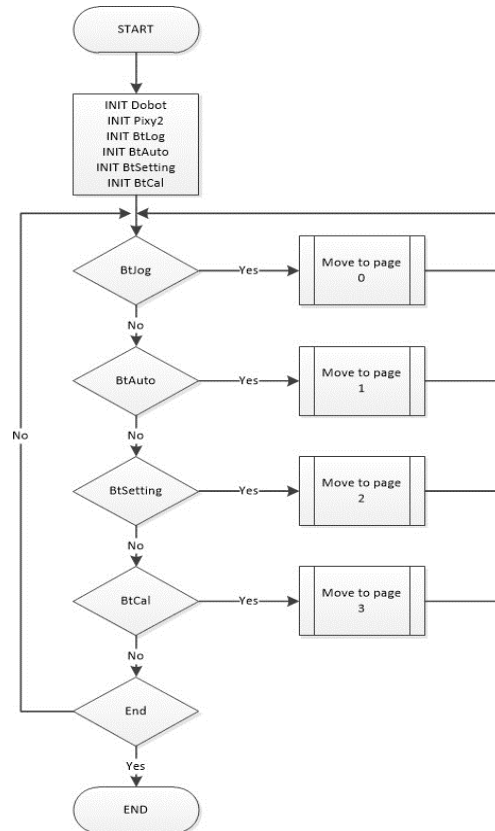 START
INIT Dobot
INIT Pixy2
INIT BtLog
INIT BtAuto
INIT BtSetting
INIT BtCal
BtJog
Yes
Move to page
0
No
BtAuto
Yes
Move to page
1
No
No
BtSetting
Yes
Move to page
2
No
BtCal
Yes
Move to page
3
No
End
Yes
END